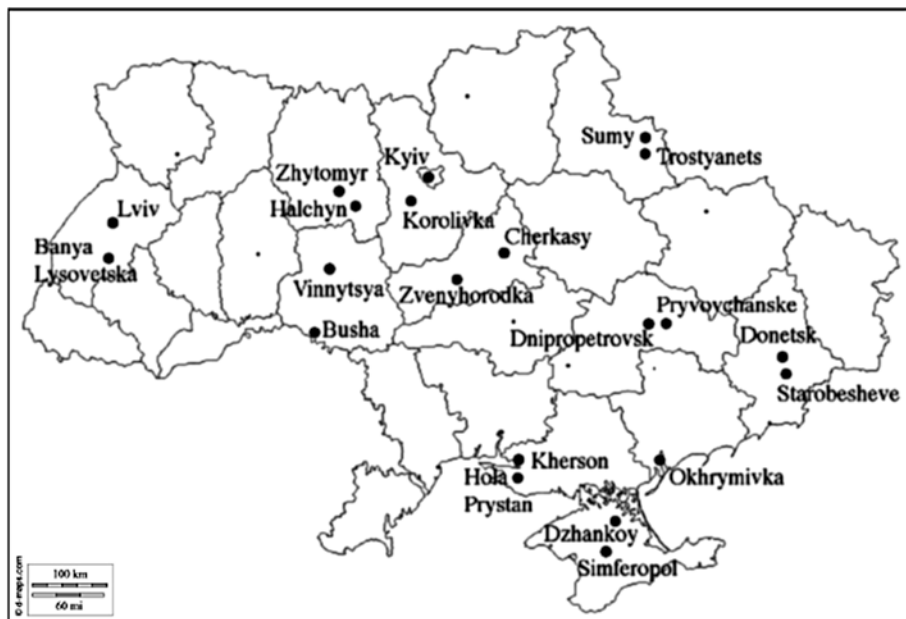 Sumy
Trostyanets
Kyiv
Zhytomyr
Halchyn
Korolivka
Lviv
Cherkasy
Banya
Lysovetska
Vinnytsya
Zvenyhorodka
Pryvovchanske
Busha
Dnipropetrovsk
Donetsk
Starobesheve
Kherson
Okhrymivka
Hola
Prystan
Dzhankoy
Simferopol
100 km
60 mi
© d-maps.com